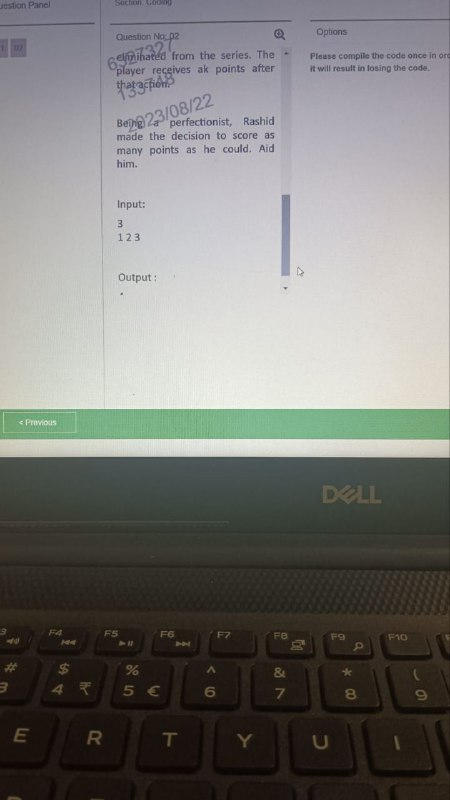 uestion Panel
Section: Coding
1 02
Question No: 02
Options
6927327
eliminated from the series. The
player receives ak points after
that action.
133748
2023/08/22
Being a perfectionist, Rashid
made the decision to score as
many points as he could. Aid
him.
Input:
3
1 2 3
Output :
Please compile the code once in ord
it will result in losing the code.
< Previous
DELL
F4
F5
F6
F7
F8
F9
F10
#
3
$
4 ₹
%
5 €
^
6
&
7
*
8
(
9
E
R
T
Y
U
I